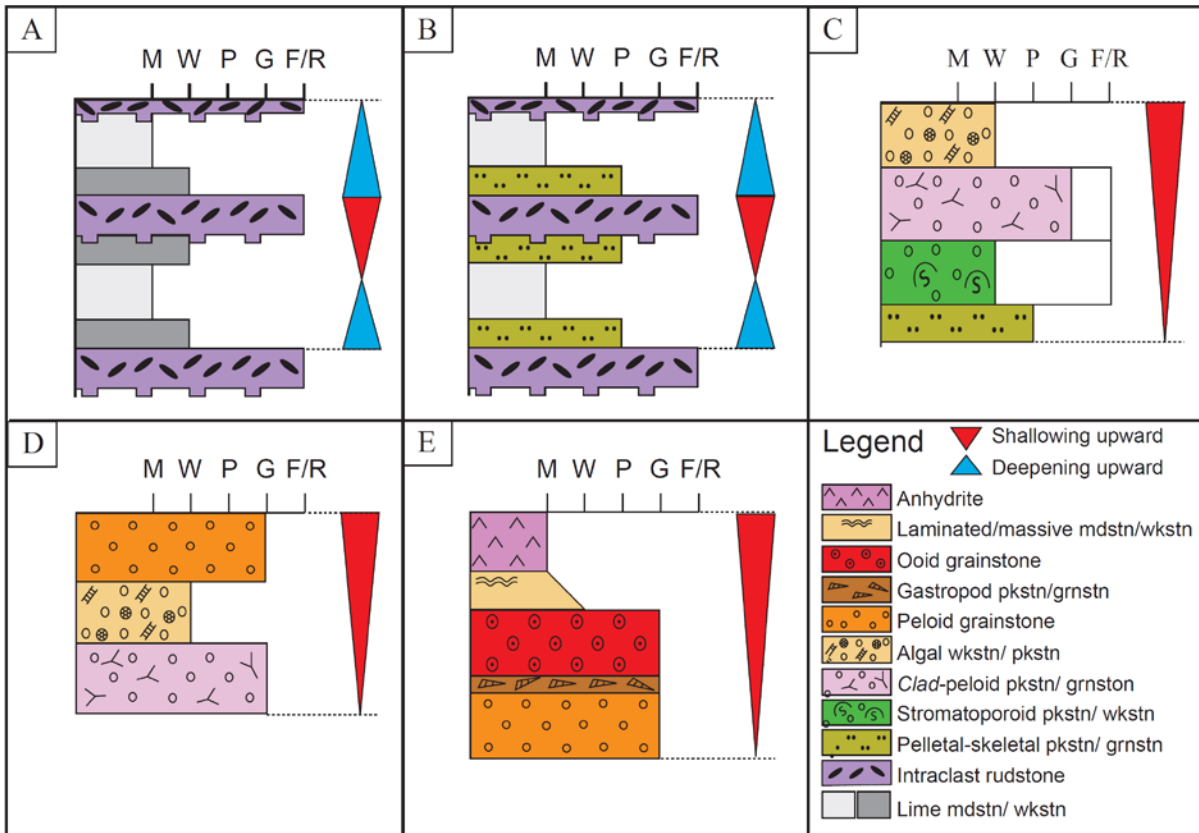 A
M W P G F/R
B
M W P G F/R
C
M W P G F/R
D
M W P G F/R
E
M W P G F/R
Legend
Shallowing upward
Deepening upward
Anhydrite
Laminated/massive mdstn/wkstn
Ooid grainstone
Gastropod pkstn/grnstn
Peloid grainstone
Algal wkstn/ pkstn
Clad-peloid pkstn/ grnston
Stromatoporoid pkstn/ wkstn
Pelletal-skeletal pkstn/ grnstn
Intraclast rudstone
Lime mdstn/ wkstn